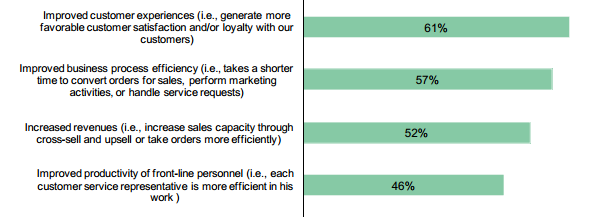 Improved customer experiences (i.e., generate more
favorable customer satisfaction and/or loyalty with our
customers)
61%
Improved business process efficiency (i.e., takes a shorter
time to convert orders for sales, perform marketing
activities, or handle service requests)
57%
Increased revenues (i.e., increase sales capacity through
cross-sell and upsell or take orders more efficiently)
52%
Improved productivity of front-line personnel (i.e., each
customer service representative is more efficient in his
work )
46%